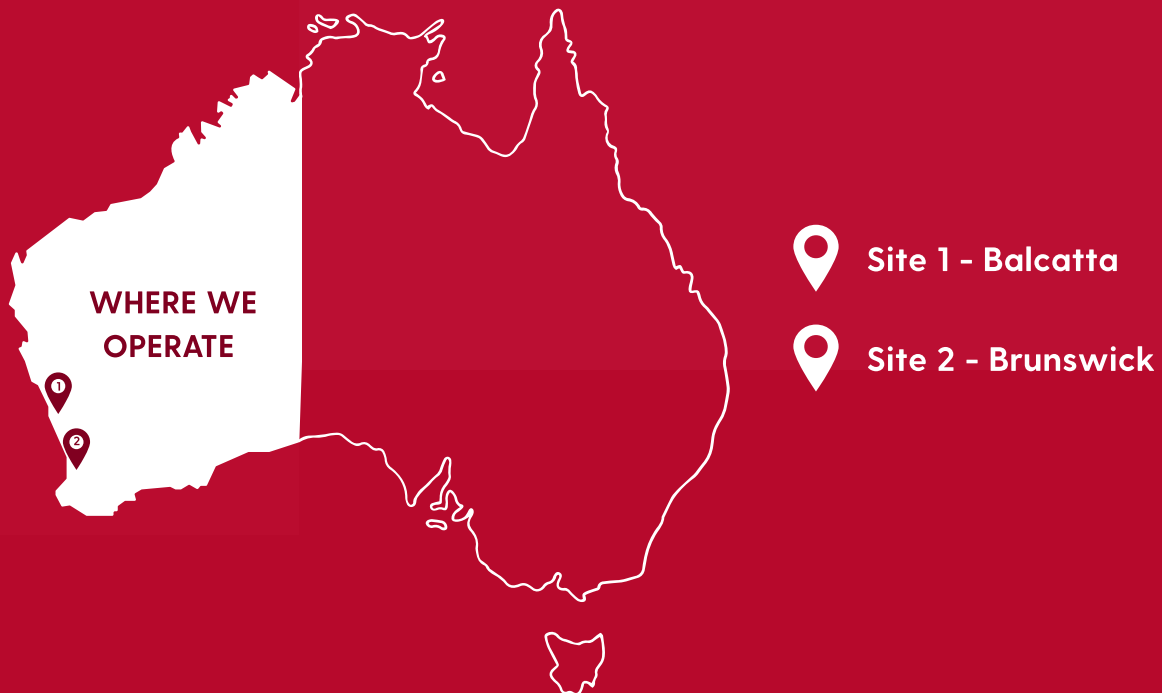 WHERE WE
OPERATE
1
2
Site 1 - Balcatta
Site 2 - Brunswick